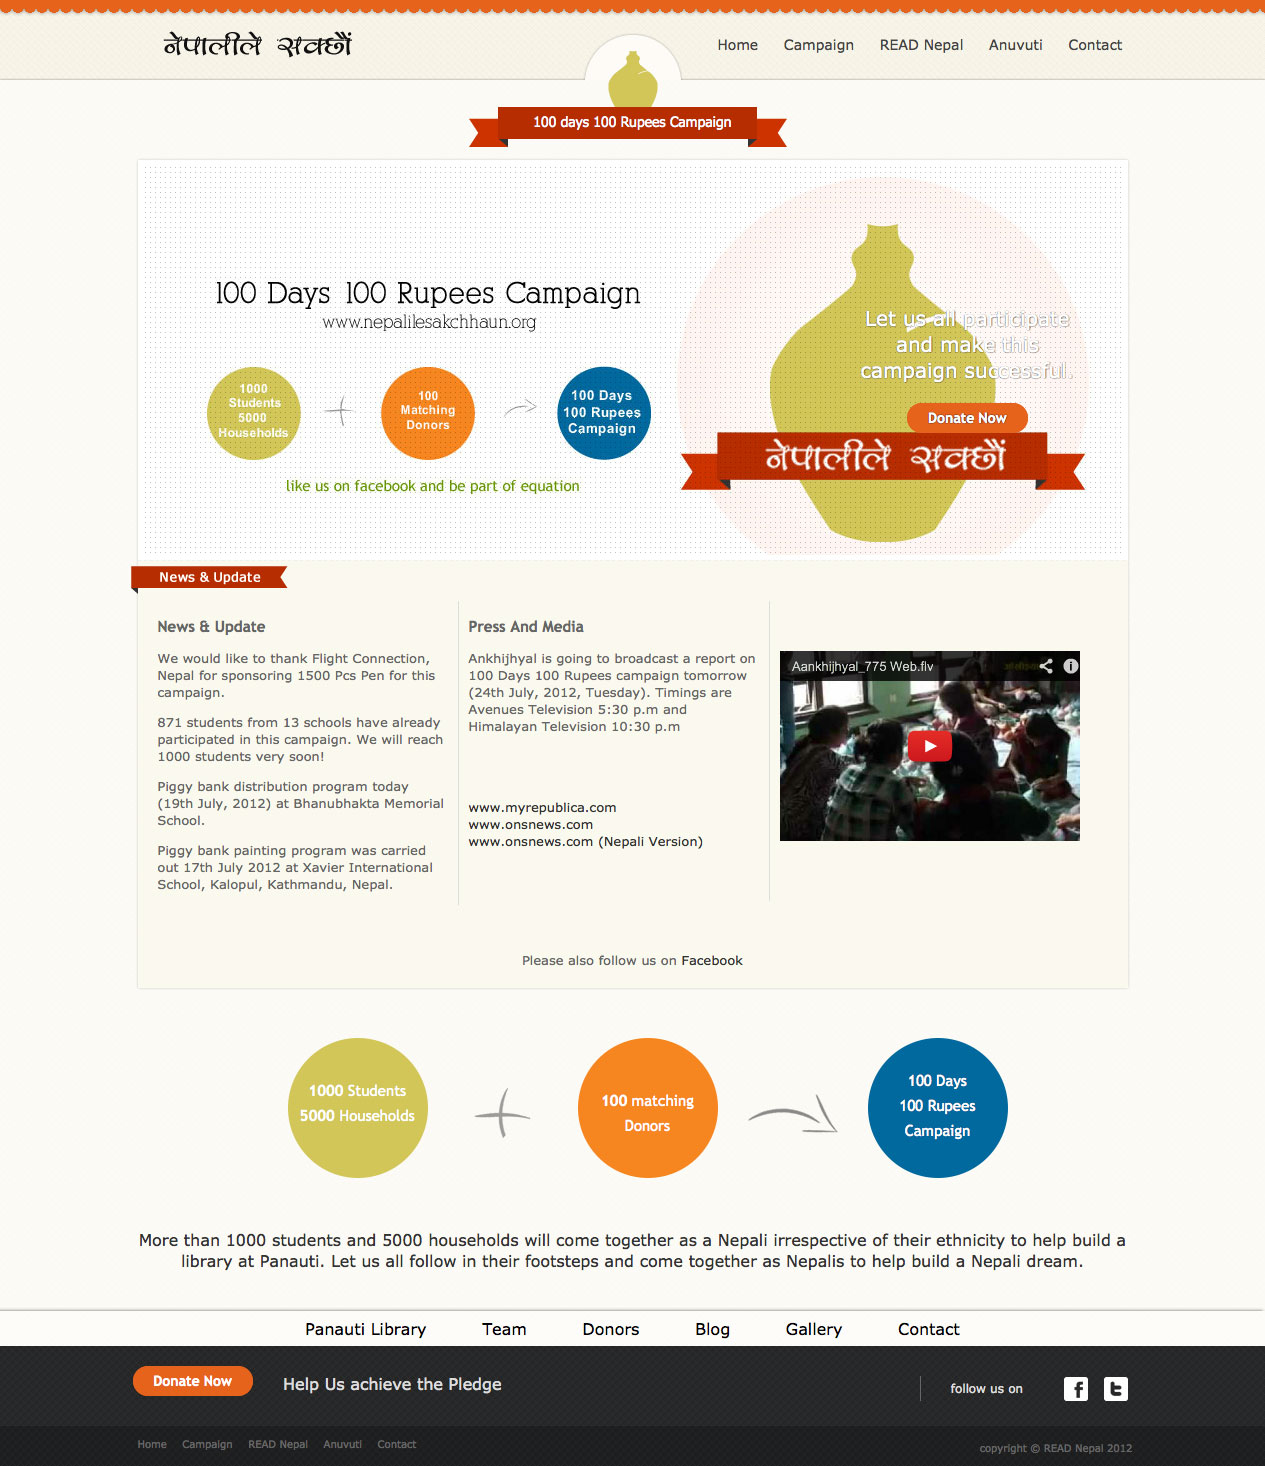 नेपालीले सक्छौं
Home Campaign READ Nepal Anuvuti Contact
100 days 100 Rupees Campaign
100 Days 100 Rupees Campaign
www.nepalilesakchhaun.org
1000
Students
5000
Households
100
Matching
Donors
100 Days
100 Rupees
Campaign
like us on facebook and be part of equation
Let us all participate
and make this
campaign successful.
Donate Now
नेपालीले सक्छौं
News & Update
News & Update
We would like to thank Flight Connection,
Nepal for sponsoring 1500 Pcs Pen for this
campaign.
871 students from 13 schools have already
participated in this campaign. We will reach
1000 students very soon!
Piggy bank distribution program today
(19th July, 2012) at Bhanubhakta Memorial
School.
Piggy bank painting program was carried
out 17th July 2012 at Xavier International
School, Kalopul, Kathmandu, Nepal.
Press And Media
Ankhijhyal is going to broadcast a report on
100 Days 100 Rupees campaign tomorrow
(24th July, 2012, Tuesday). Timings are
Avenues Television 5:30 p.m and
Himalayan Television 10:30 p.m
www.myrepublica.com
www.onsnews.com
www.onsnews.com (Nepali Version)
Aankhijhyal_775 Web.flv
Please also follow us on Facebook
1000 Students
5000 Households
100 matching
Donors
100 Days
100 Rupees
Campaign
More than 1000 students and 5000 households will come together as a Nepali irrespective of their ethnicity to help build a
library at Panauti. Let us all follow in their footsteps and come together as Nepalis to help build a Nepali dream.
Panauti Library Team Donors Blog Gallery Contact
Donate Now
Help Us achieve the Pledge
follow us on
Home Campaign READ Nepal Anuvuti Contact
copyright © READ Nepal 2012